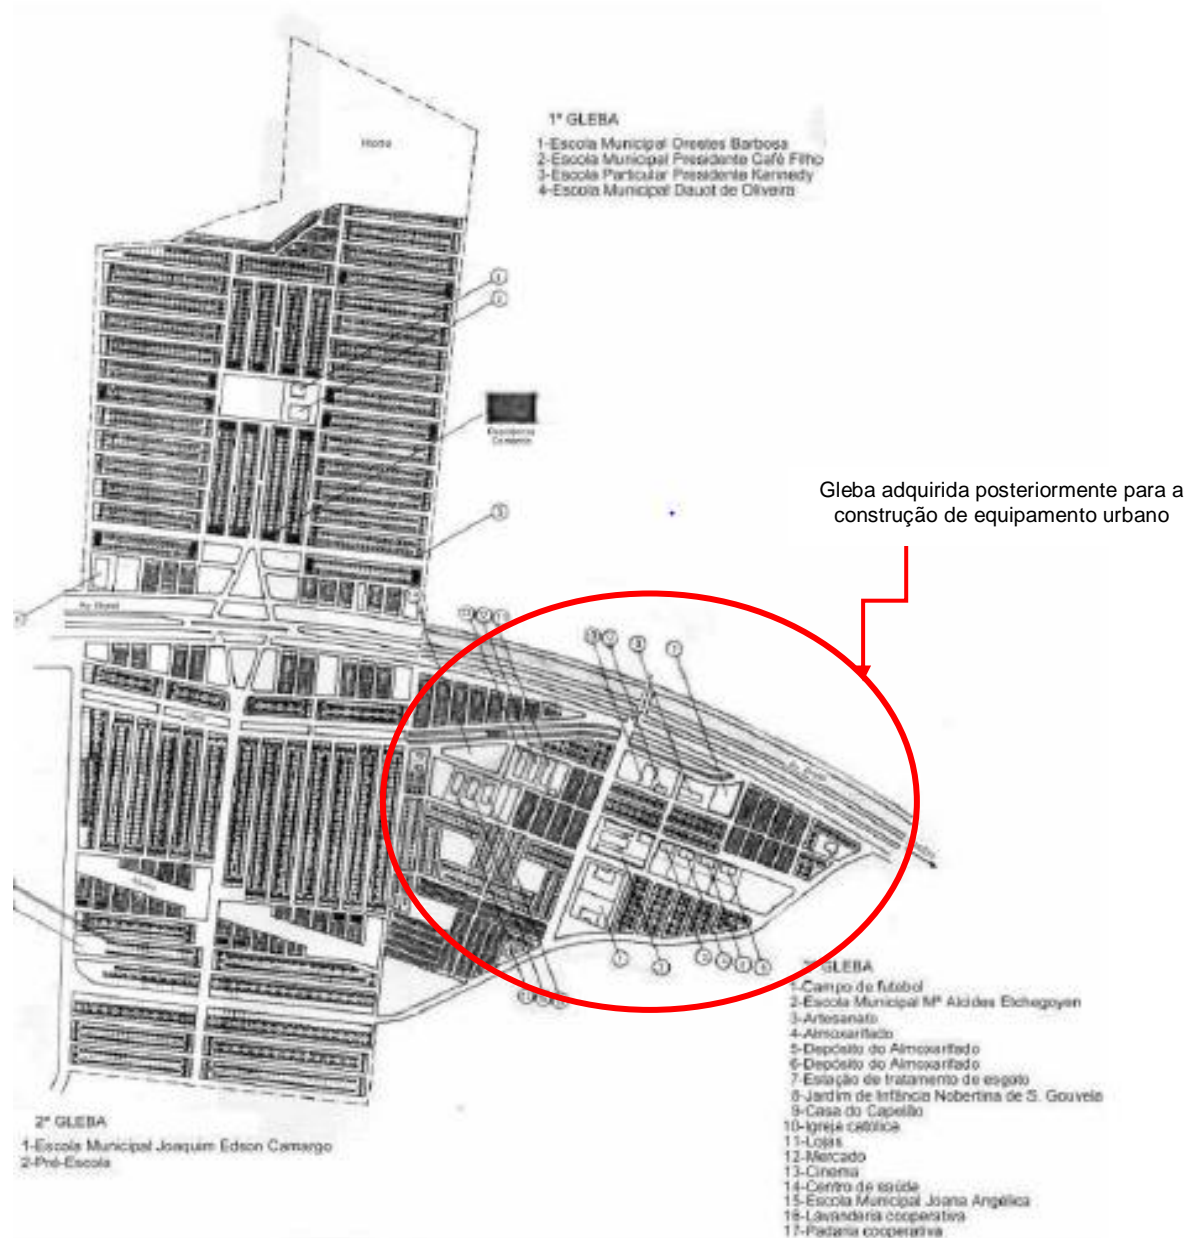 1ª GLEBA
1-Escola Municipal Orestes Barbosa
2-Escola Municipal Presidente Café Filho
3-Escola Particular Presidente Kennedy
4-Escola Municipal Dauot de Oliveira
Gleba adquirida posteriormente para a
construção de equipamento urbano
GLEBA
1-Campo de futebol
2-Escola Municipal Mª Alcides Etchegoyen
3-Artesanato
4-Almoxarifado
5-Depósito do Almoxarifado
6-Depósito do Almoxarifado
7-Estação de tratamento de esgoto
8-Jardim de Infância Nobertina de S. Gouveia
9-Casa do Capelão
10-Igreja católica
11-Lojas
12-Mercado
13-Cinema
14-Centro de saúde
15-Escola Municipal Joana Angélica
16-Lavanderia cooperativa
17-Padaria cooperativa
2ª GLEBA
1-Escola Municipal Joaquim Edson Camargo
2-Pré-Escola